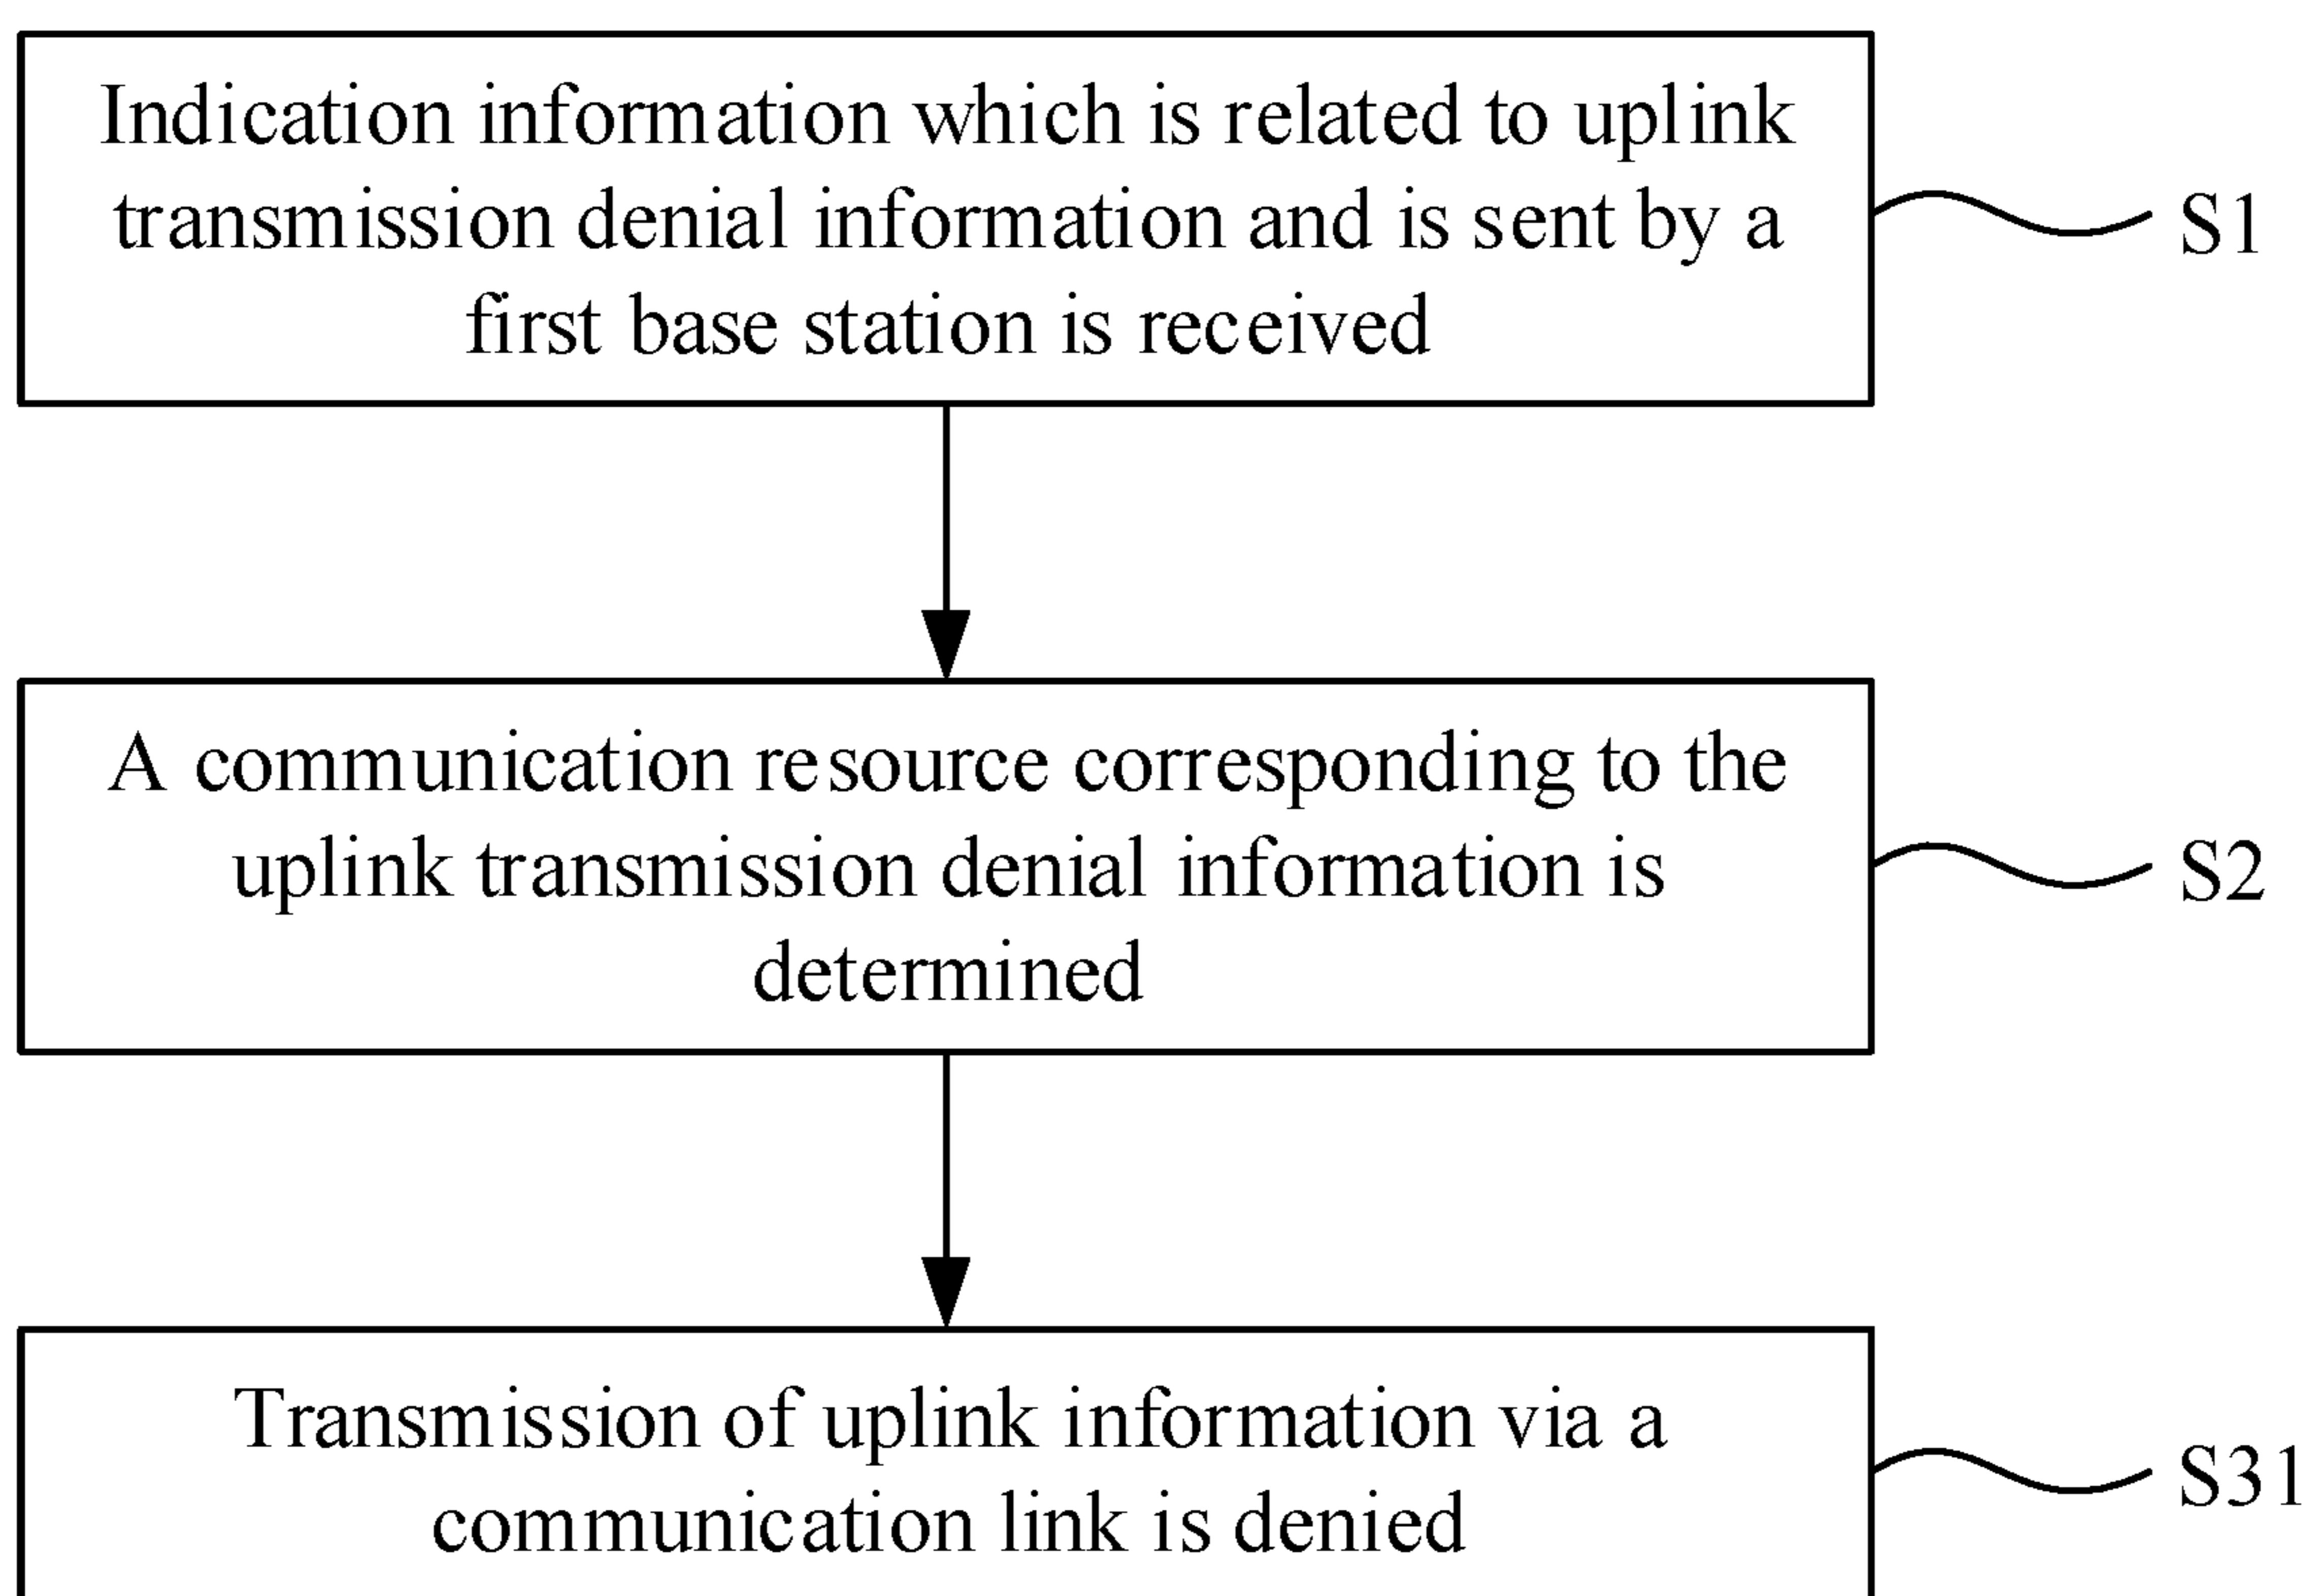 Indication information which is related to uplink
transmission denial information and is sent by a
first base station is received
S1
A communication resource corresponding to the
uplink transmission denial information is
determined
S2
Transmission of uplink information via a
communication link is denied
S31